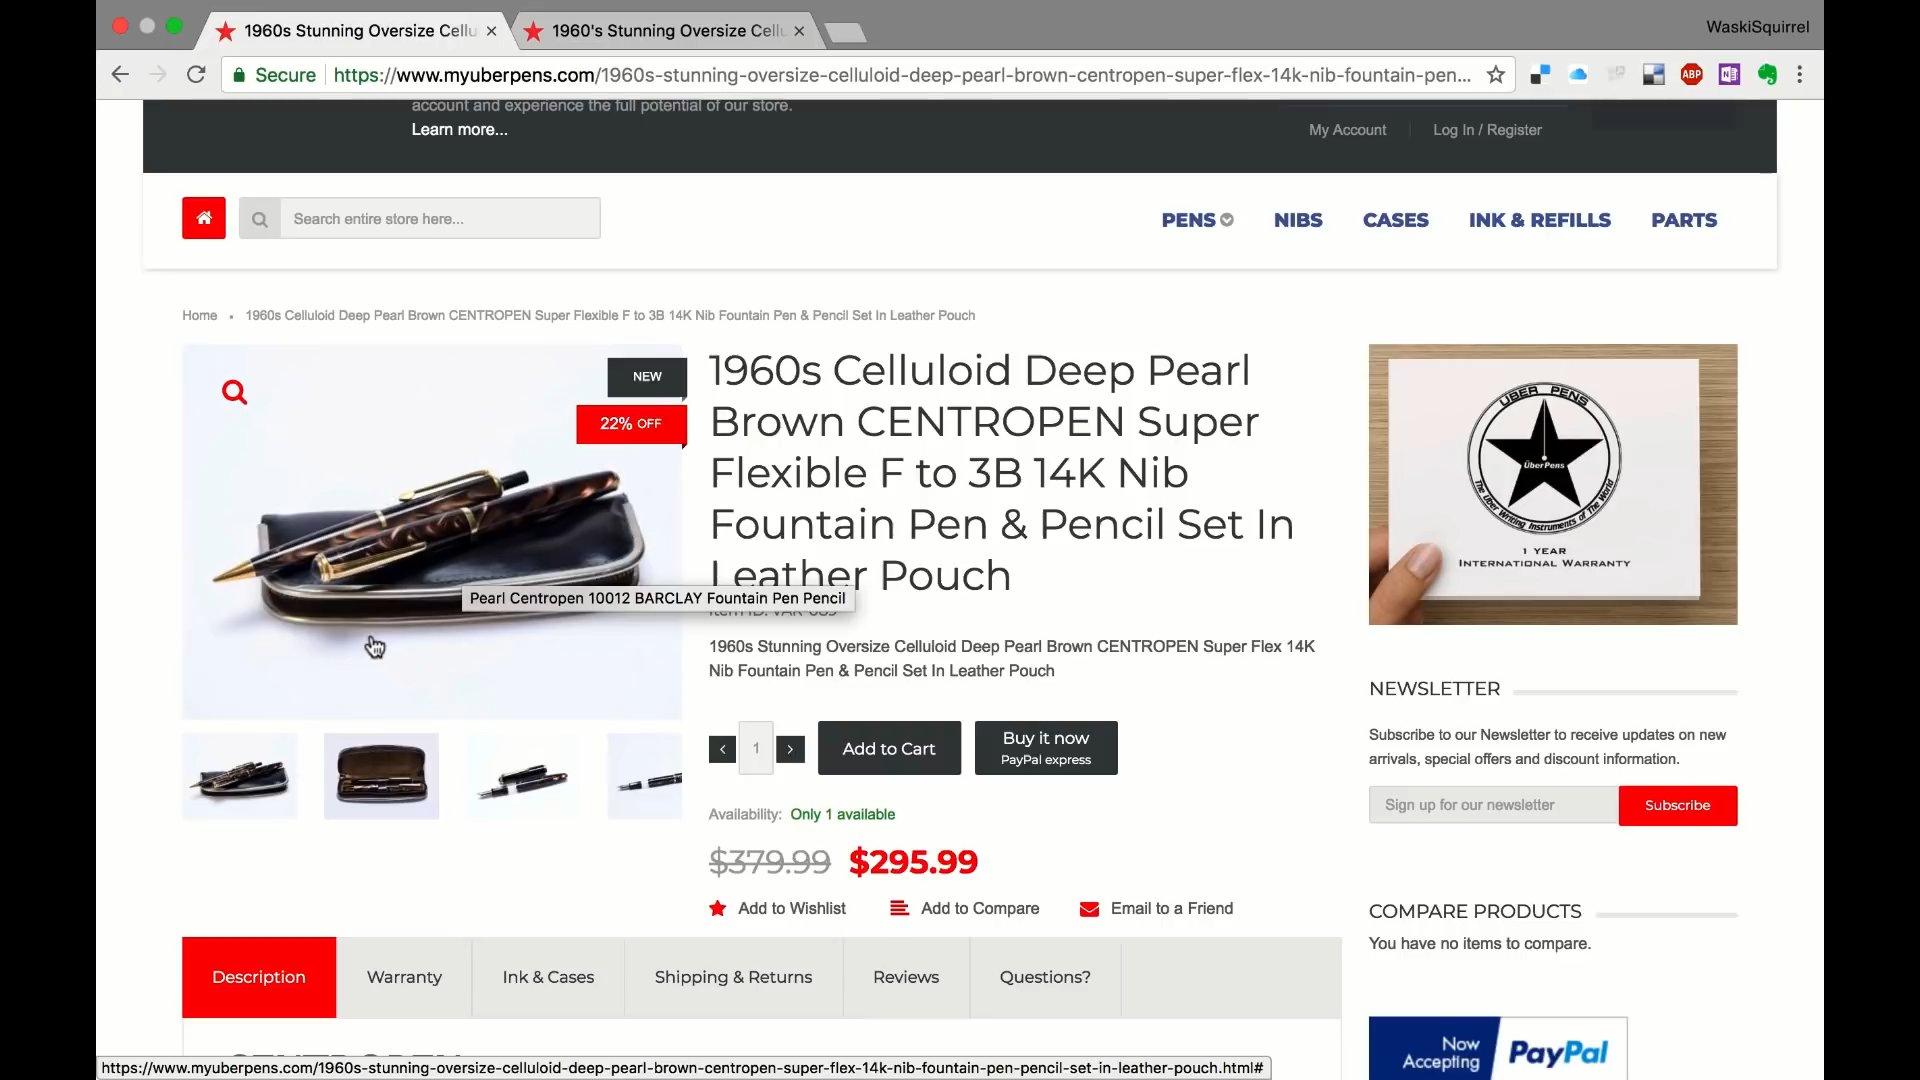 1960s Stunning Oversize Cellu
1960's Stunning Oversize Cellu
WaskiSquirrel
Secure
https://www.myuberpens.com/1960s-stunning-oversize-celluloid-deep-pearl-brown-centropen-super-flex-14k-nib-fountain-pen...
ABP
account and experience the full potential of our store.
Learn more...
My Account
Log In / Register
Search entire store here...
PENS
NIBS
CASES
INK & REFILLS
PARTS
Home
1960s Celluloid Deep Pearl Brown CENTROPEN Super Flexible F to 3B 14K Nib Fountain Pen & Pencil Set In Leather Pouch
NEW
22% OFF
1960s Celluloid Deep Pearl
Brown CENTROPEN Super
Flexible F to 3B 14K Nib
Fountain Pen & Pencil Set In
Leather Pouch
Pearl Centropen 10012 BARCLAY Fountain Pen Pencil
1960s Stunning Oversize Celluloid Deep Pearl Brown CENTROPEN Super Flex 14K
Nib Fountain Pen & Pencil Set In Leather Pouch
1
Add to Cart
Buy it now
PayPal express
Availability: Only 1 available
$379.99 $295.99
Add to Wishlist
Add to Compare
Email to a Friend
Description
Warranty
Ink & Cases
Shipping & Returns
Reviews
Questions?
UBER PENS
ÜberPens
The Uber Writing Instruments of The World
1 YEAR
INTERNATIONAL WARRANTY
NEWSLETTER
Subscribe to our Newsletter to receive updates on new
arrivals, special offers and discount information.
Sign up for our newsletter
Subscribe
COMPARE PRODUCTS
You have no items to compare.
Now
Accepting
PayPal
https://www.myuberpens.com/1960s-stunning-oversize-celluloid-deep-pearl-brown-centropen-super-flex-14k-nib-fountain-pen-pencil-set-in-leather-pouch.html#